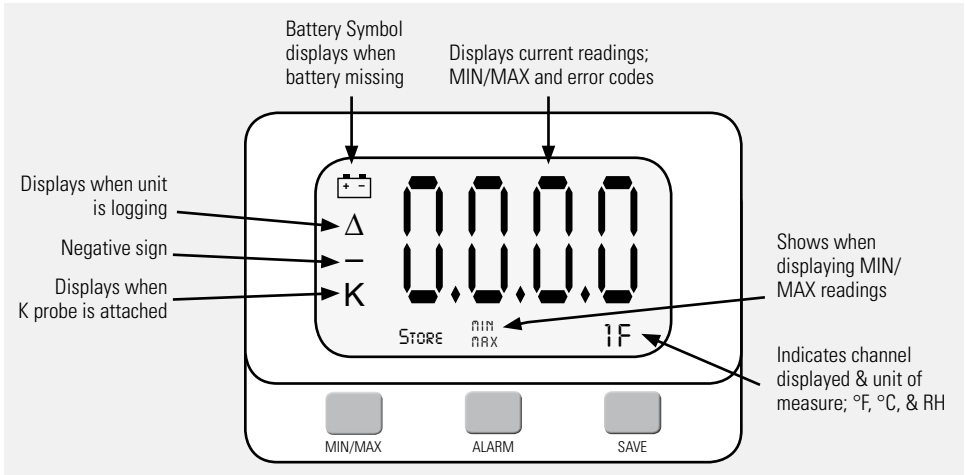 Battery Symbol
displays when
battery missing
Displays current readings;
MIN/MAX and error codes
Displays when unit
is logging
Negative sign
Displays when
K probe is attached
+ -
Δ
–
K
0.0.0.0
STORE
MIN
MAX
1F
Shows when
displaying MIN/
MAX readings
Indicates channel
displayed & unit of
measure; °F, °C, & RH
MIN/MAX
ALARM
SAVE